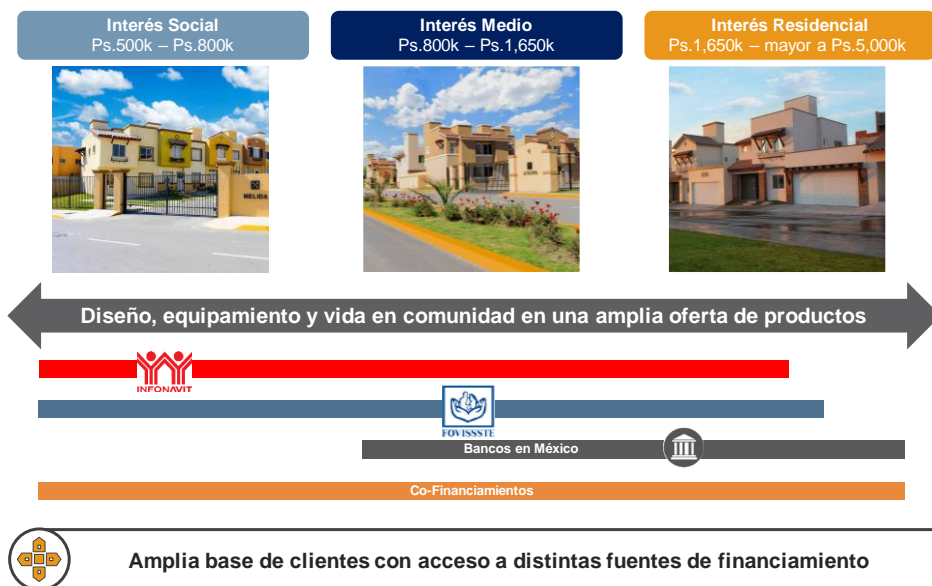 Interés Social
Ps.500k – Ps.800k
Interés Medio
Ps.800k – Ps.1,650k
Interés Residencial
Ps.1,650k – mayor a Ps.5,000k
MELIDA
Diseño, equipamiento y vida en comunidad en una amplia oferta de productos
INFONAVIT
FOVISSSTE
Bancos en México
Co-Financiamientos
Amplia base de clientes con acceso a distintas fuentes de financiamiento